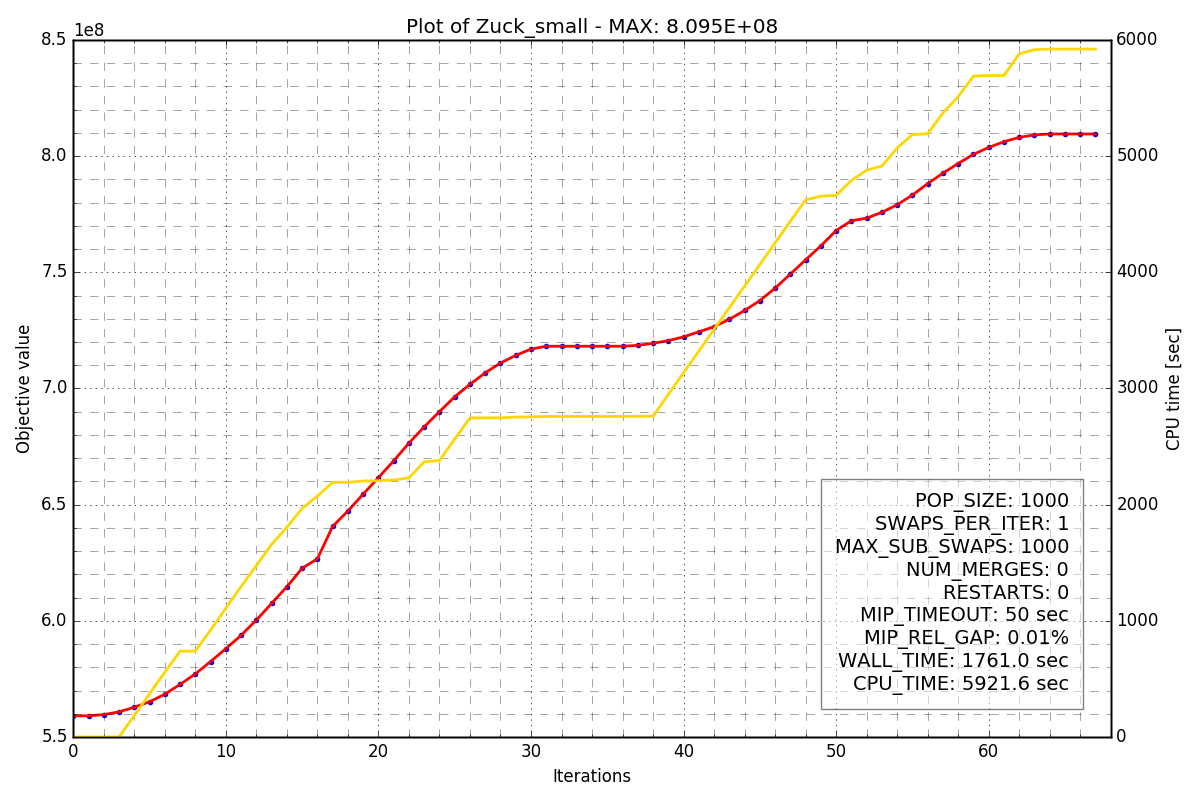 Plot of Zuck_small - MAX: 8.095E+08
1e8
8.5
8.0
7.5
7.0
6.5
6.0
5.5
Objective value
6000
5000
4000
3000
2000
1000
0
CPU time [sec]
POP_SIZE: 1000
SWAPS_PER_ITER: 1
MAX_SUB_SWAPS: 1000
NUM_MERGES: 0
RESTARTS: 0
MIP_TIMEOUT: 50 sec
MIP_REL_GAP: 0.01%
WALL_TIME: 1761.0 sec
CPU_TIME: 5921.6 sec
0 10 20 30 40 50 60
Iterations